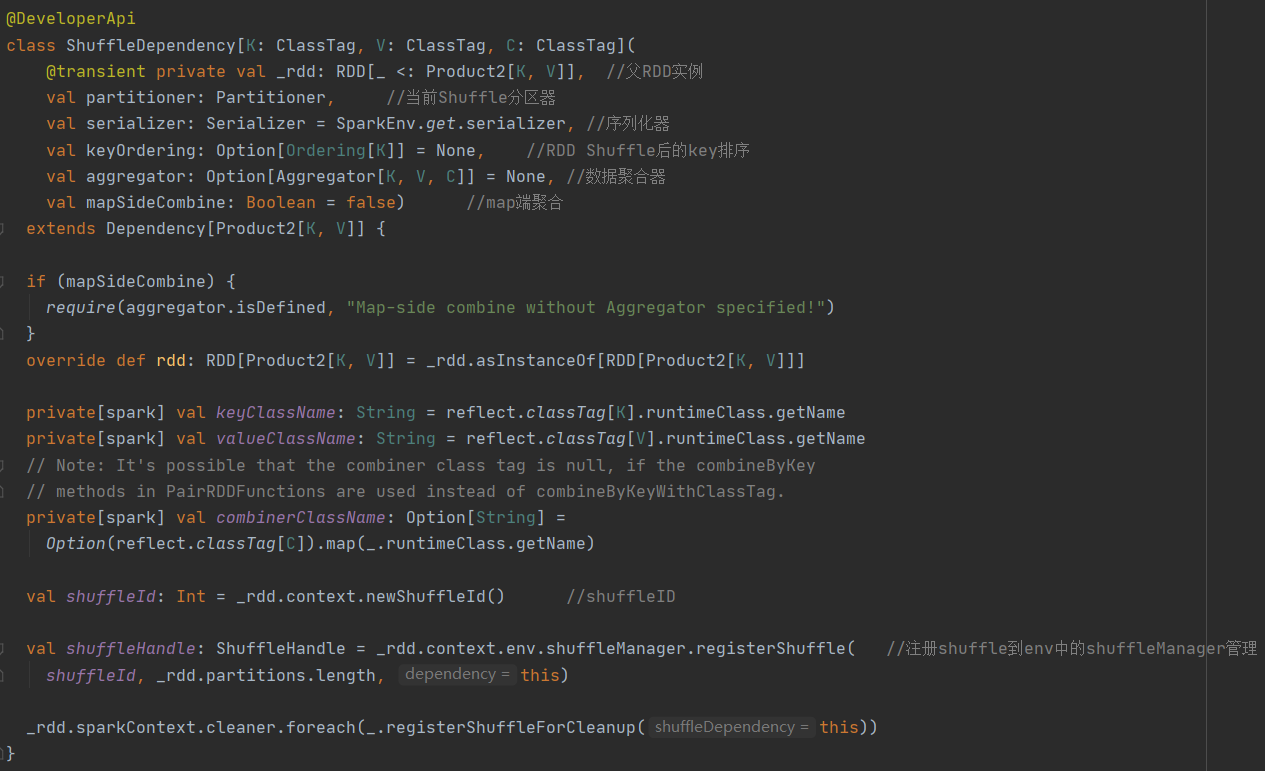 @DeveloperApi
class ShuffleDependency[K: ClassTag, V: ClassTag, C: ClassTag](
    @transient private val _rdd: RDD[_ <: Product2[K, V]],  //父RDD实例
    val partitioner: Partitioner,     //当前Shuffle分区器
    val serializer: Serializer = SparkEnv.get.serializer, //序列化器
    val keyOrdering: Option[Ordering[K]] = None,    //RDD Shuffle后的key排序
    val aggregator: Option[Aggregator[K, V, C]] = None, //数据聚合器
    val mapSideCombine: Boolean = false)      //map端聚合
  extends Dependency[Product2[K, V]] {

  if (mapSideCombine) {
    require(aggregator.isDefined, "Map-side combine without Aggregator specified!")
  }
  override def rdd: RDD[Product2[K, V]] = _rdd.asInstanceOf[RDD[Product2[K, V]]]

  private[spark] val keyClassName: String = reflect.classTag[K].runtimeClass.getName
  private[spark] val valueClassName: String = reflect.classTag[V].runtimeClass.getName
  // Note: It's possible that the combiner class tag is null, if the combineByKey
  // methods in PairRDDFunctions are used instead of combineByKeyWithClassTag.
  private[spark] val combinerClassName: Option[String] =
    Option(reflect.classTag[C]).map(_.runtimeClass.getName)

  val shuffleId: Int = _rdd.context.newShuffleId()      //shuffleID

  val shuffleHandle: ShuffleHandle = _rdd.context.env.shuffleManager.registerShuffle(   //注册shuffle到env中的shuffleManager管理
    shuffleId, _rdd.partitions.length, dependency = this)

  _rdd.sparkContext.cleaner.foreach(_.registerShuffleForCleanup( shuffleDependency = this))
}